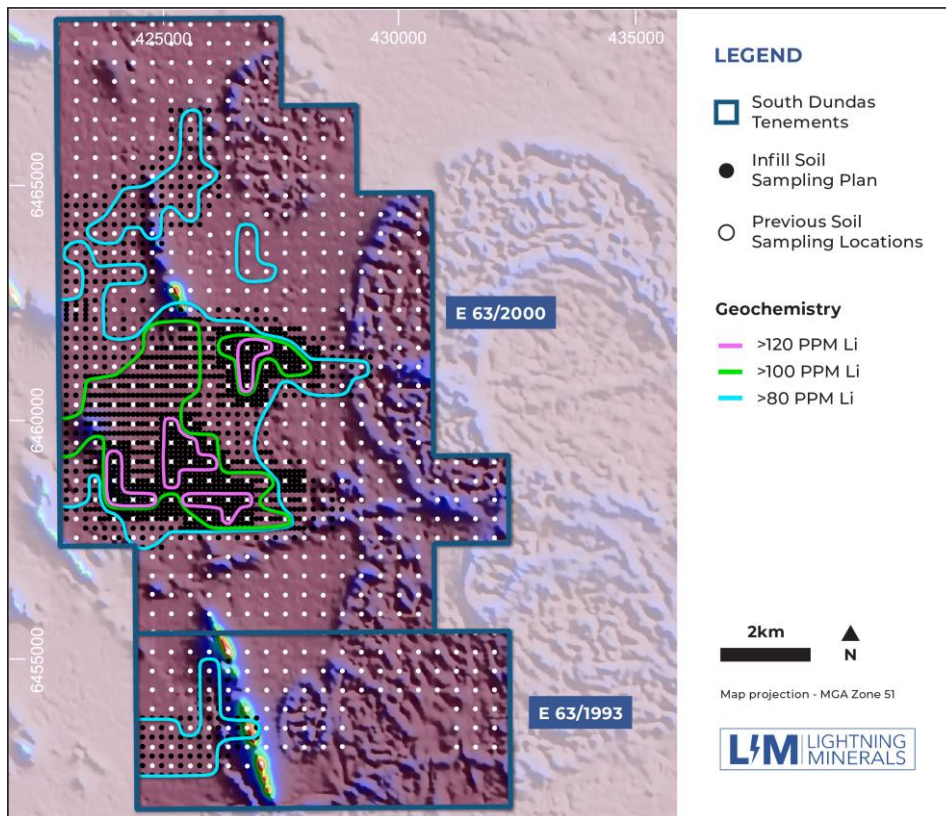 425000
430000
435000
6465000
6460000
6455000
E 63/2000
E 63/1993
LEGEND
South Dundas
Tenements
Infill Soil
Sampling Plan
Previous Soil
Sampling Locations
Geochemistry
>120 PPM Li
>100 PPM Li
>80 PPM Li
2km
N
Map projection - MGA Zone 51
LM LIGHTNING
MINERALS